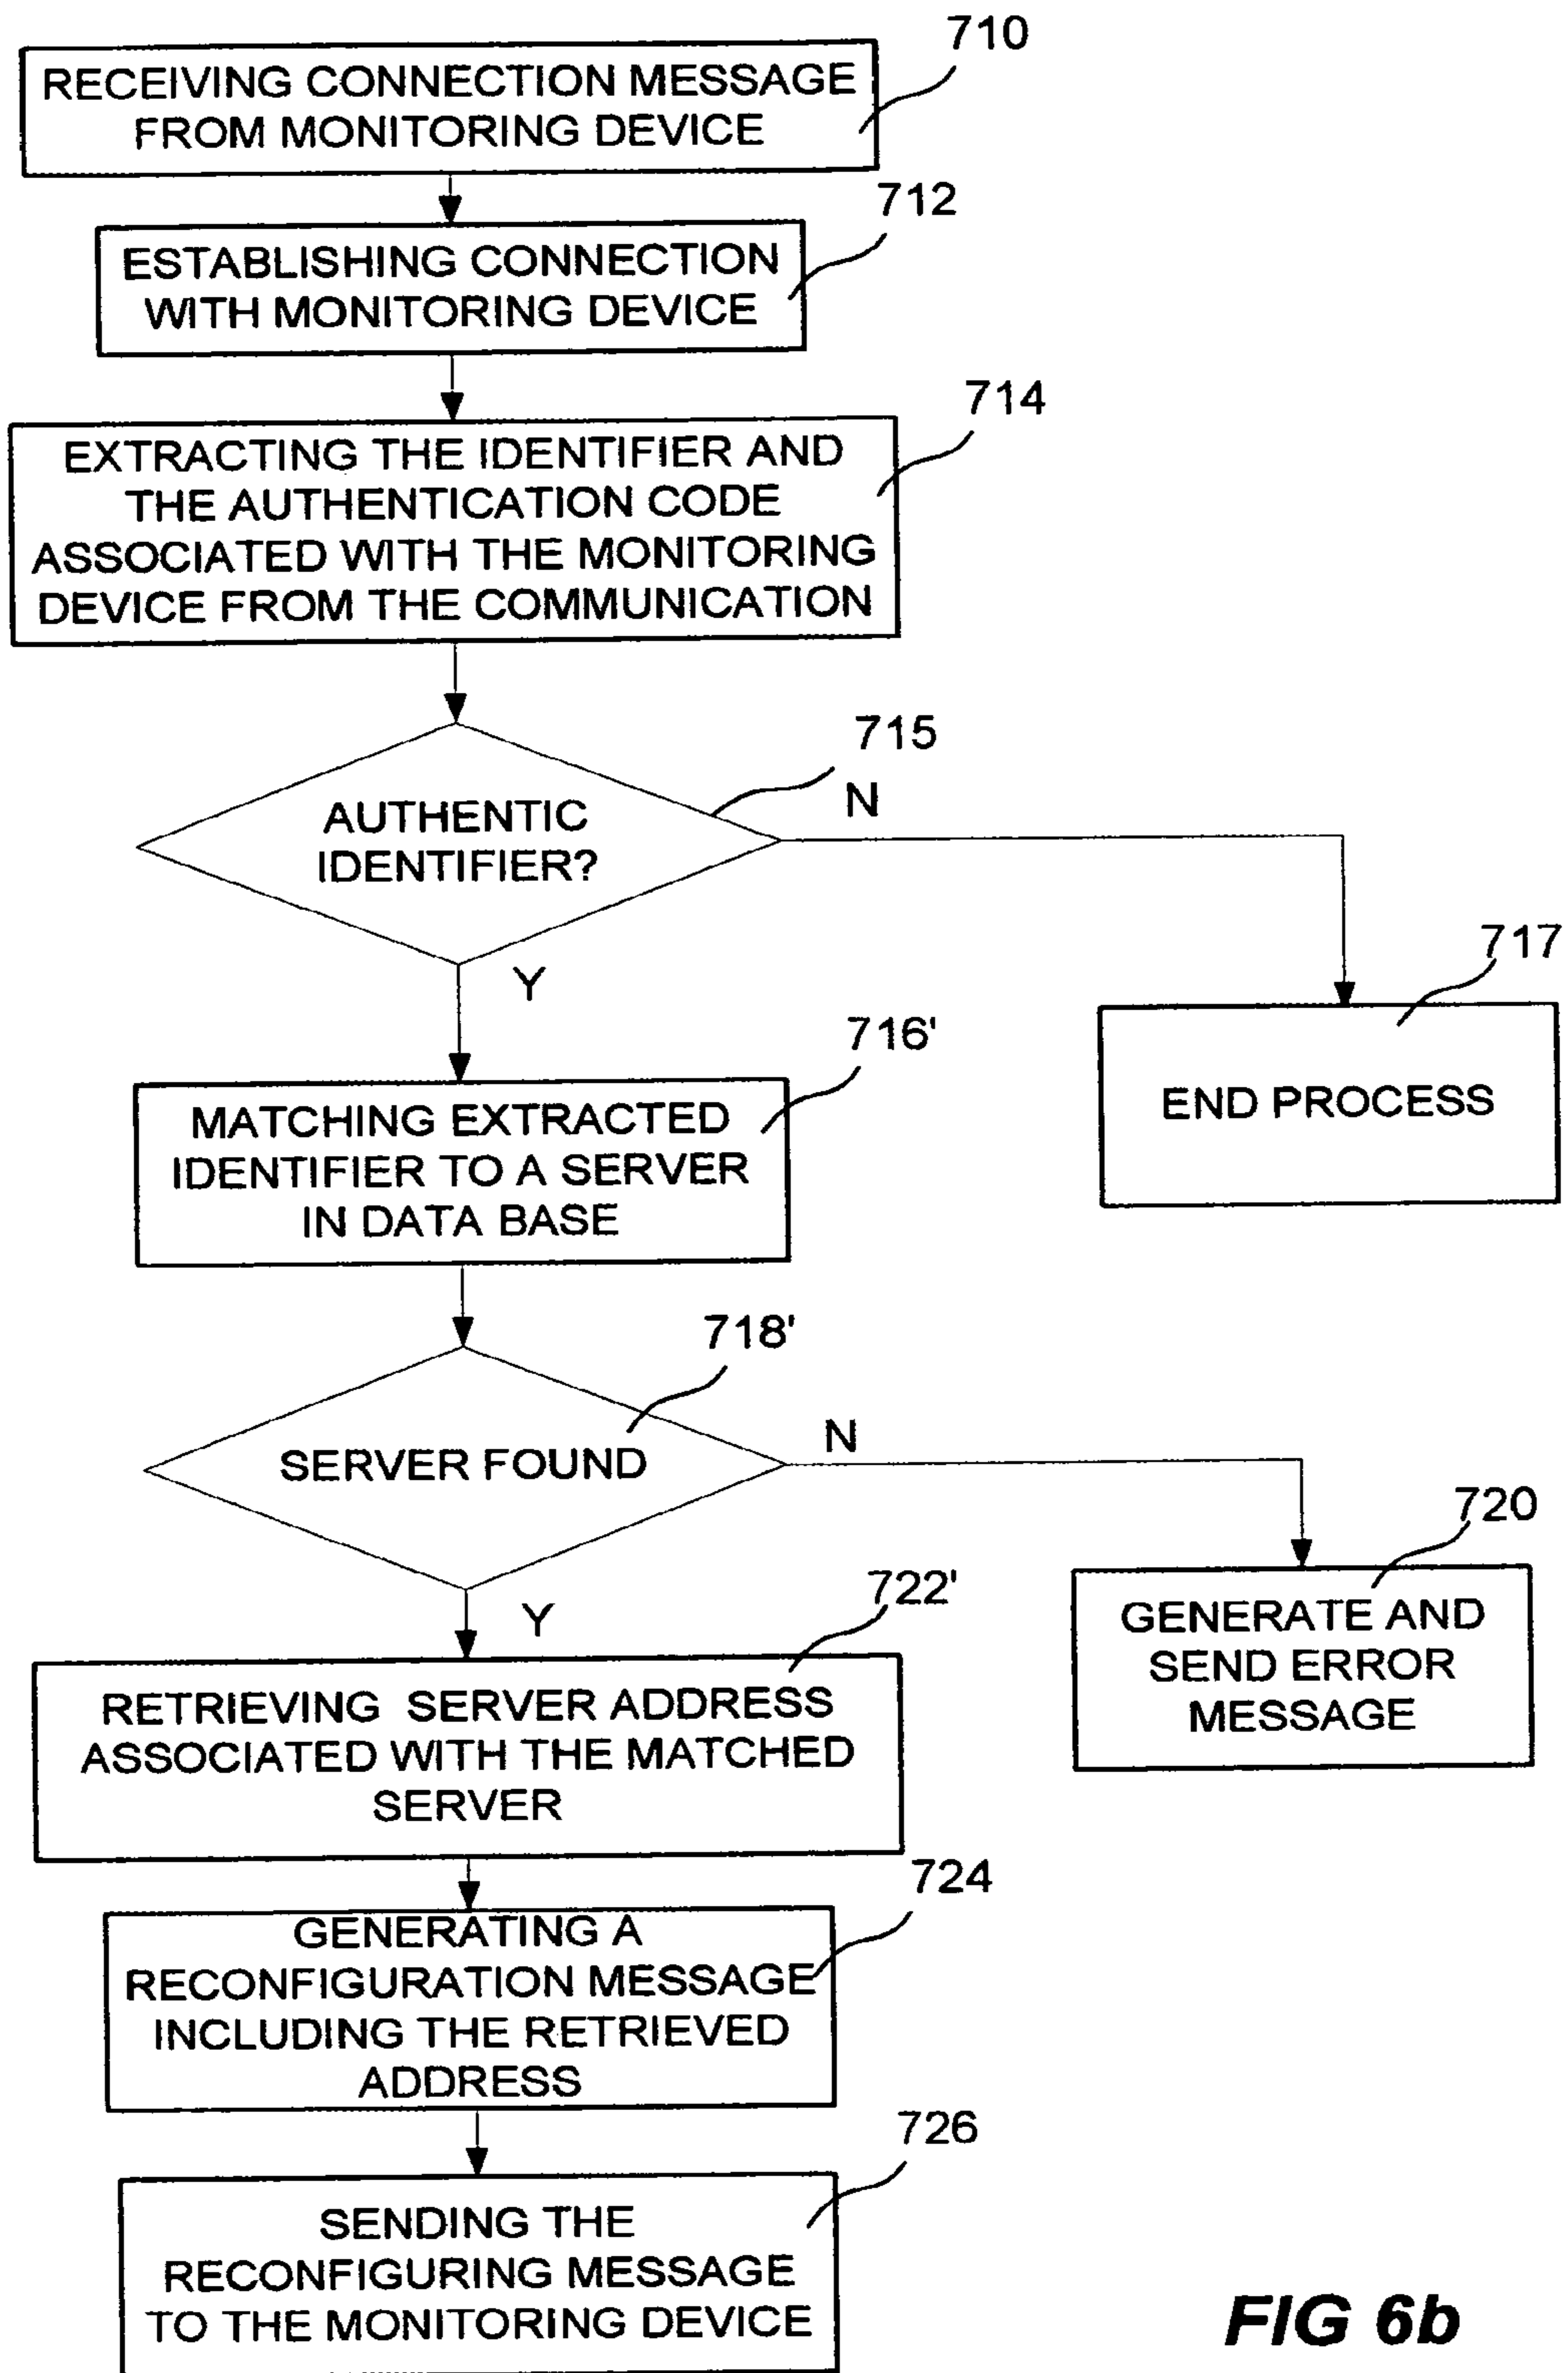 710
RECEIVING CONNECTION MESSAGE
FROM MONITORING DEVICE
712
ESTABLISHING CONNECTION
WITH MONITORING DEVICE
714
EXTRACTING THE IDENTIFIER AND
THE AUTHENTICATION CODE
ASSOCIATED WITH THE MONITORING
DEVICE FROM THE COMMUNICATION
715
AUTHENTIC
IDENTIFIER?
N
717
END PROCESS
Y
716'
MATCHING EXTRACTED
IDENTIFIER TO A SERVER
IN DATA BASE
718'
SERVER FOUND
N
720
GENERATE AND
SEND ERROR
MESSAGE
Y
722'
RETRIEVING SERVER ADDRESS
ASSOCIATED WITH THE MATCHED
SERVER
724
GENERATING A
RECONFIGURATION MESSAGE
INCLUDING THE RETRIEVED
ADDRESS
726
SENDING THE
RECONFIGURING MESSAGE
TO THE MONITORING DEVICE
FIG 6b